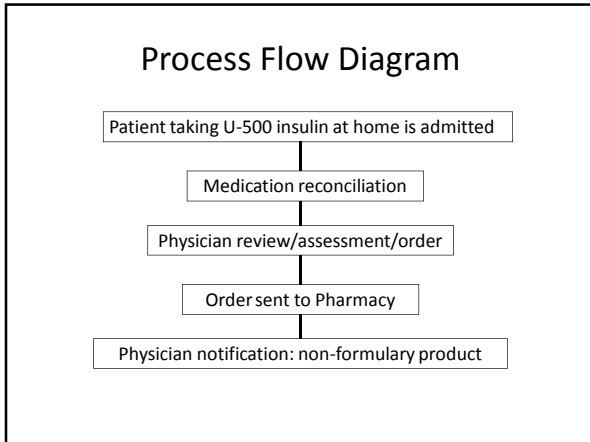 Process Flow Diagram
Patient taking U-500 insulin at home is admitted
Medication reconciliation
Physician review/assessment/order
Order sent to Pharmacy
Physician notification: non-formulary product